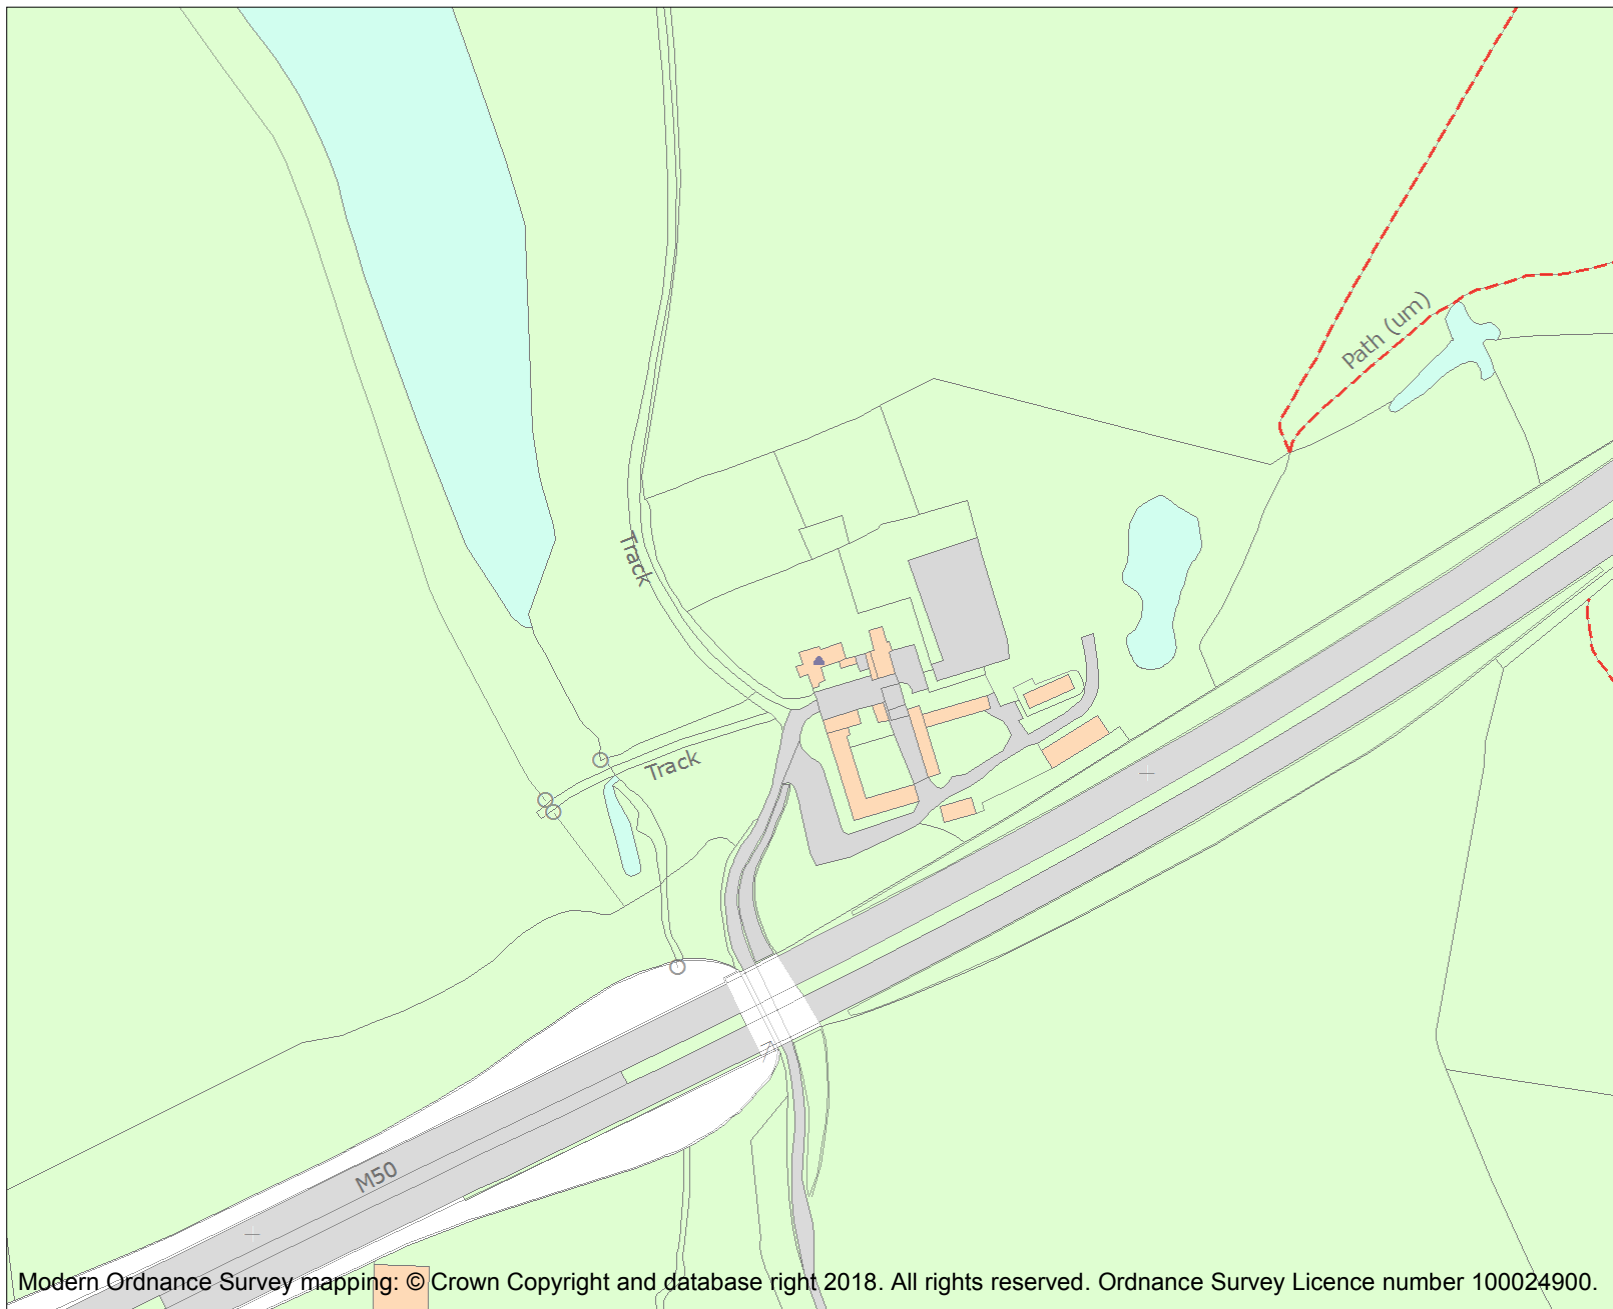 Path (um)
Track
Track
M50
Modern Ordnance Survey mapping: © Crown Copyright and database right 2018. All rights reserved. Ordnance Survey Licence number 100024900.